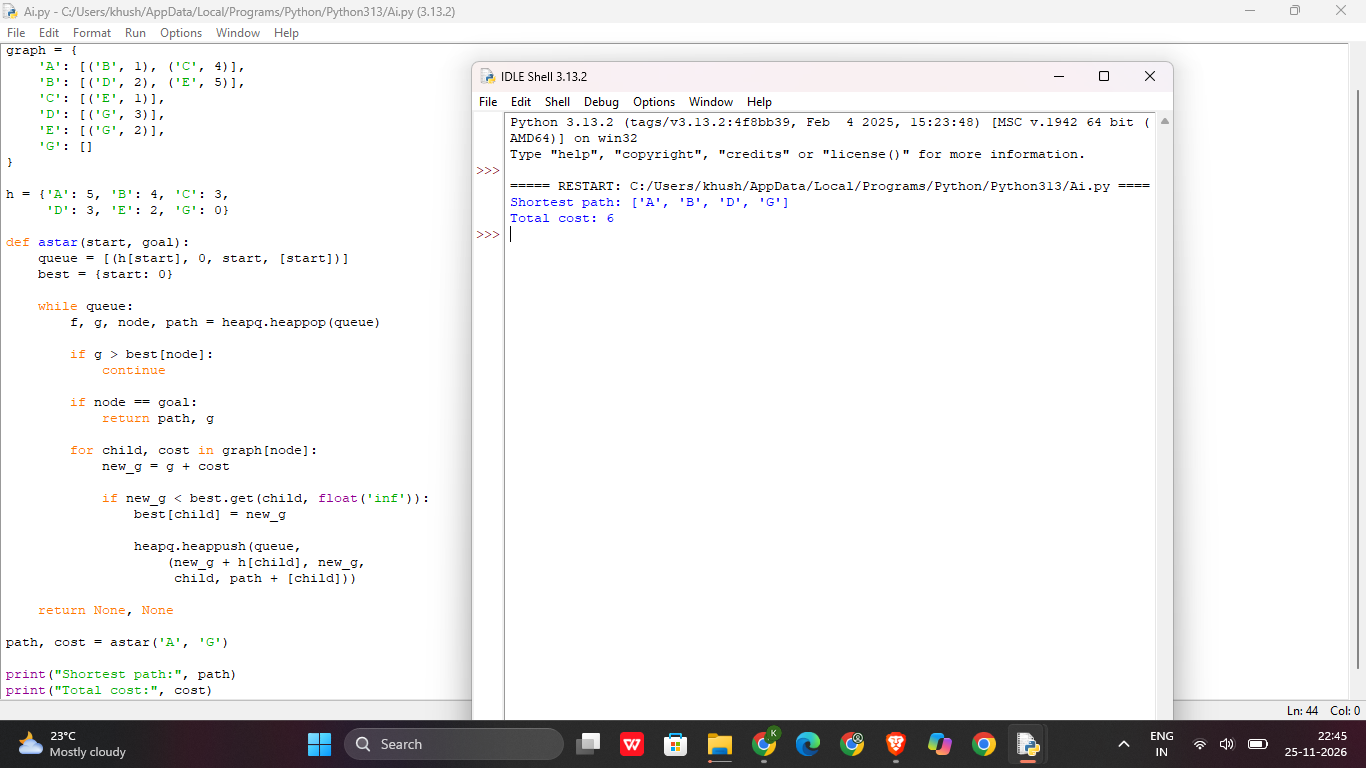 Ai.py - C:/Users/khush/AppData/Local/Programs/Python/Python313/Ai.py (3.13.2)
File Edit Format Run Options Window Help
graph = {
    'A': [('B', 1), ('C', 4)],
    'B': [('D', 2), ('E', 5)],
    'C': [('E', 1)],
    'D': [('G', 3)],
    'E': [('G', 2)],
    'G': []
}
h = {'A': 5, 'B': 4, 'C': 3,
     'D': 3, 'E': 2, 'G': 0}
def astar(start, goal):
    queue = [(h[start], 0, start, [start])]
    best = {start: 0}
    while queue:
        f, g, node, path = heapq.heappop(queue)
        if g > best[node]:
            continue
        if node == goal:
            return path, g
        for child, cost in graph[node]:
            new_g = g + cost
            if new_g < best.get(child, float('inf')):
                best[child] = new_g
                heapq.heappush(queue,
                    (new_g + h[child], new_g,
                     child, path + [child]))
    return None, None
path, cost = astar('A', 'G')
print("Shortest path:", path)
print("Total cost:", cost)
IDLE Shell 3.13.2
File Edit Shell Debug Options Window Help
Python 3.13.2 (tags/v3.13.2:4f8bb39, Feb  4 2025, 15:23:48) [MSC v.1942 64 bit (
AMD64)] on win32
Type "help", "copyright", "credits" or "license()" for more information.
>>>
===== RESTART: C:/Users/khush/AppData/Local/Programs/Python/Python313/Ai.py ====
Shortest path: ['A', 'B', 'D', 'G']
Total cost: 6
>>>
Ln: 44 Col: 0
23°C
Mostly cloudy
Search
W
K
ENG
IN
22:45
25-11-2026